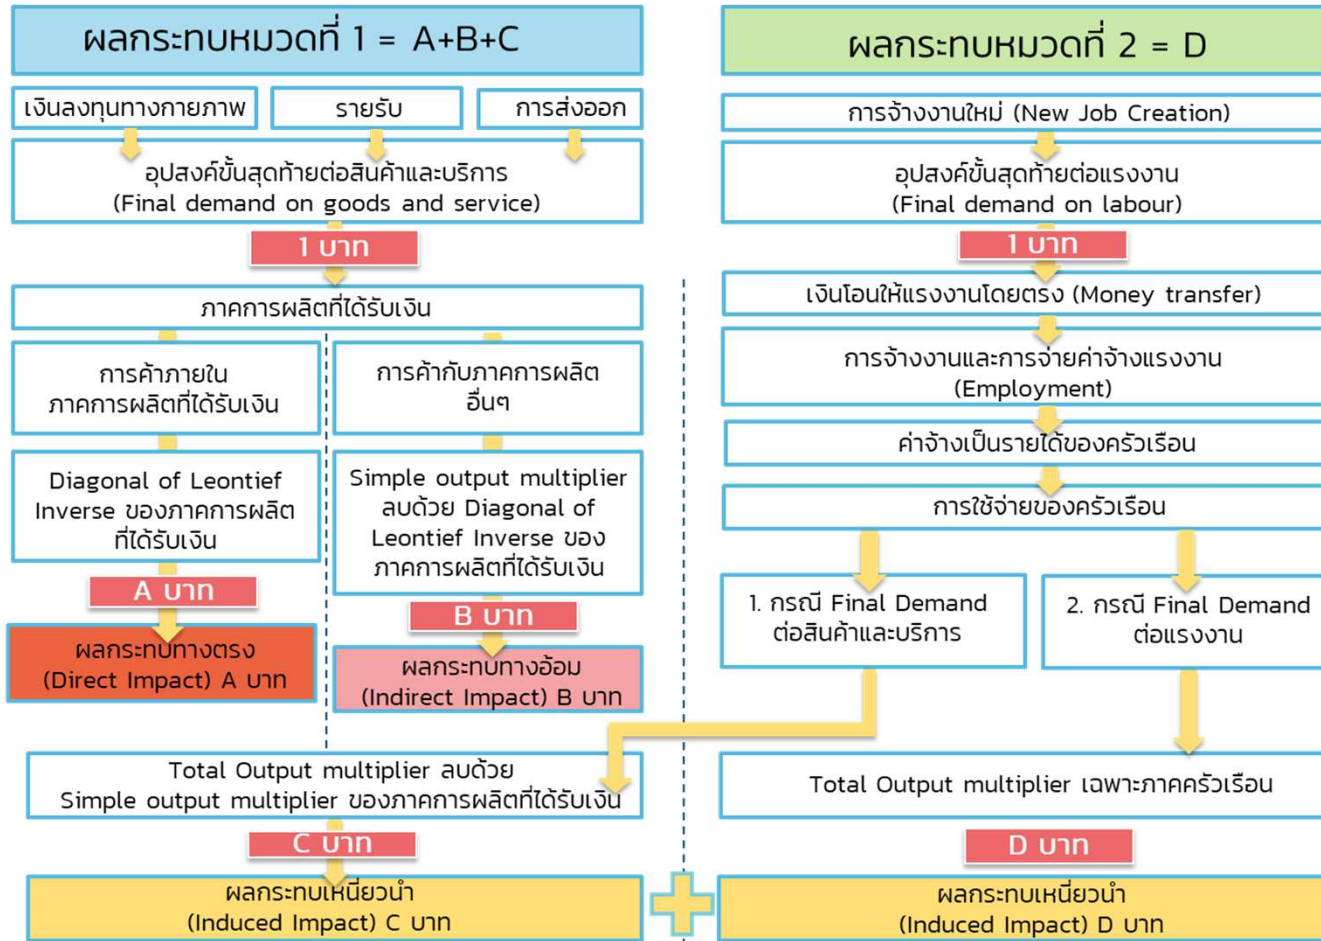 ผลกระทบหมวดที่ 1 = A+B+C
เงินลงทุนทางกายภาพ
รายรับ
การส่งออก
อุปสงค์ขั้นสุดท้ายต่อสินค้าและบริการ
(Final demand on goods and service)
1 บาท
ภาคการผลิตที่ได้รับเงิน
การค้าภายใน
ภาคการผลิตที่ได้รับเงิน
Diagonal of Leontief
Inverse ของภาคการผลิต
ที่ได้รับเงิน
A บาท
ผลกระทบทางตรง
(Direct Impact) A บาท
การค้ากับภาคการผลิต
อื่นๆ
Simple output multiplier
ลบด้วย Diagonal of
Leontief Inverse ของ
ภาคการผลิตที่ได้รับเงิน
B บาท
ผลกระทบทางอ้อม
(Indirect Impact) B บาท
Total Output multiplier ลบด้วย
Simple output multiplier ของภาคการผลิตที่ได้รับเงิน
C บาท
ผลกระทบเหนี่ยวนำ
(Induced Impact) C บาท
ผลกระทบหมวดที่ 2 = D
การจ้างงานใหม่ (New Job Creation)
อุปสงค์ขั้นสุดท้ายต่อแรงงาน
(Final demand on labour)
1 บาท
เงินโอนให้แรงงานโดยตรง (Money transfer)
การจ้างงานและการจ่ายค่าจ้างแรงงาน
(Employment)
ค่าจ้างเป็นรายได้ของครัวเรือน
การใช้จ่ายของครัวเรือน
1. กรณี Final Demand
ต่อสินค้าและบริการ
2. กรณี Final Demand
ต่อแรงงาน
Total Output multiplier เฉพาะภาคครัวเรือน
D บาท
ผลกระทบเหนี่ยวนำ
(Induced Impact) D บาท